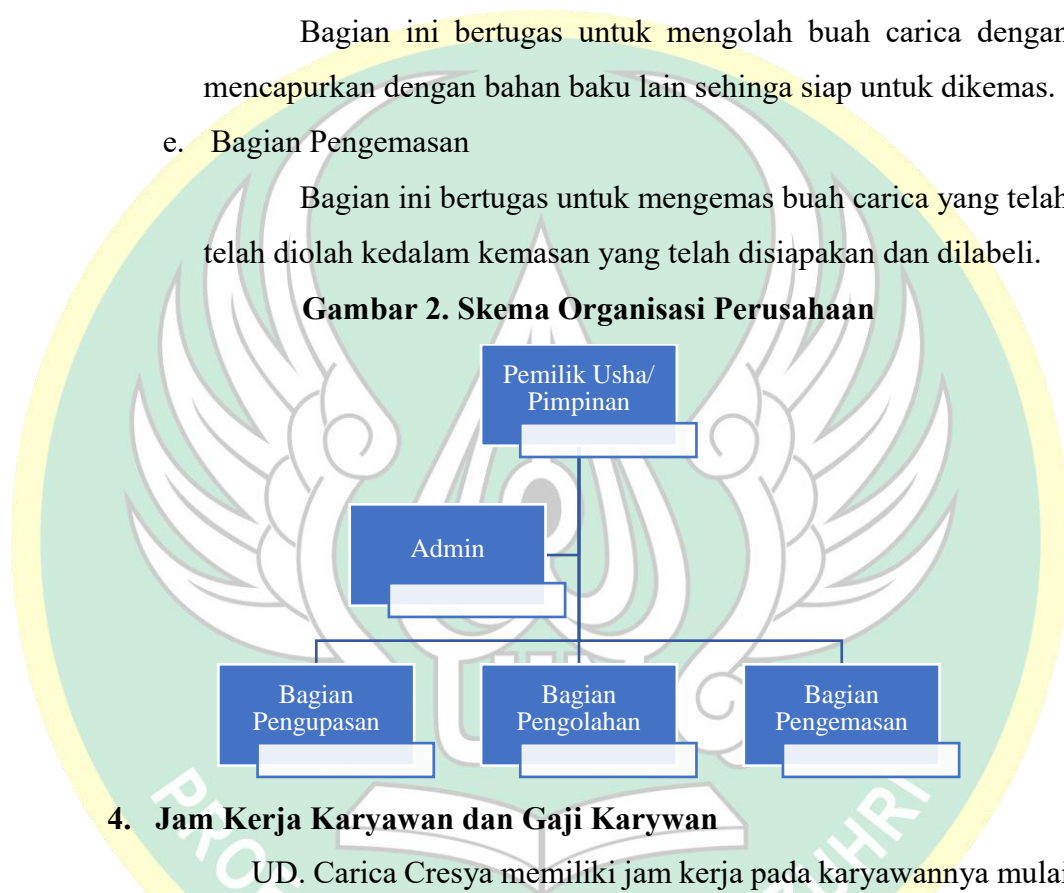 Bagian ini bertugas untuk mengolah buah carica dengan
mencapurkan dengan bahan baku lain sehinga siap untuk dikemas.
e. Bagian Pengemasan
Bagian ini bertugas untuk mengemas buah carica yang telah
telah diolah kedalam kemasan yang telah disiapakan dan dilabeli.
Gambar 2. Skema Organisasi Perusahaan
Pemilik Usha/
Pimpinan
Admin
Bagian
Pengupasan
Bagian
Pengolahan
Bagian
Pengemasan
4. Jam Kerja Karyawan dan Gaji Karywan
UD. Carica Cresya memiliki jam kerja pada karyawannya mulai